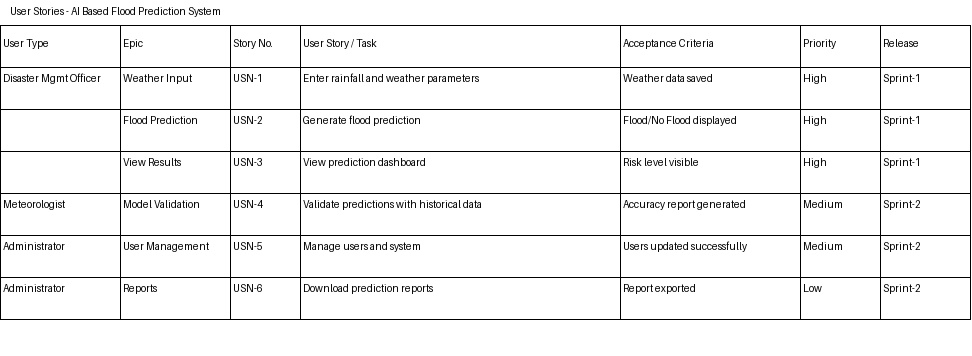 User Stories - AI Based Flood Prediction System
User Type Epic Story No. User Story / Task Acceptance Criteria Priority Release
Disaster Mgmt Officer Weather Input USN-1 Enter rainfall and weather parameters Weather data saved High Sprint-1
Flood Prediction USN-2 Generate flood prediction Flood/No Flood displayed High Sprint-1
View Results USN-3 View prediction dashboard Risk level visible High Sprint-1
Meteorologist Model Validation USN-4 Validate predictions with historical data Accuracy report generated Medium Sprint-2
Administrator User Management USN-5 Manage users and system Users updated successfully Medium Sprint-2
Administrator Reports USN-6 Download prediction reports Report exported Low Sprint-2